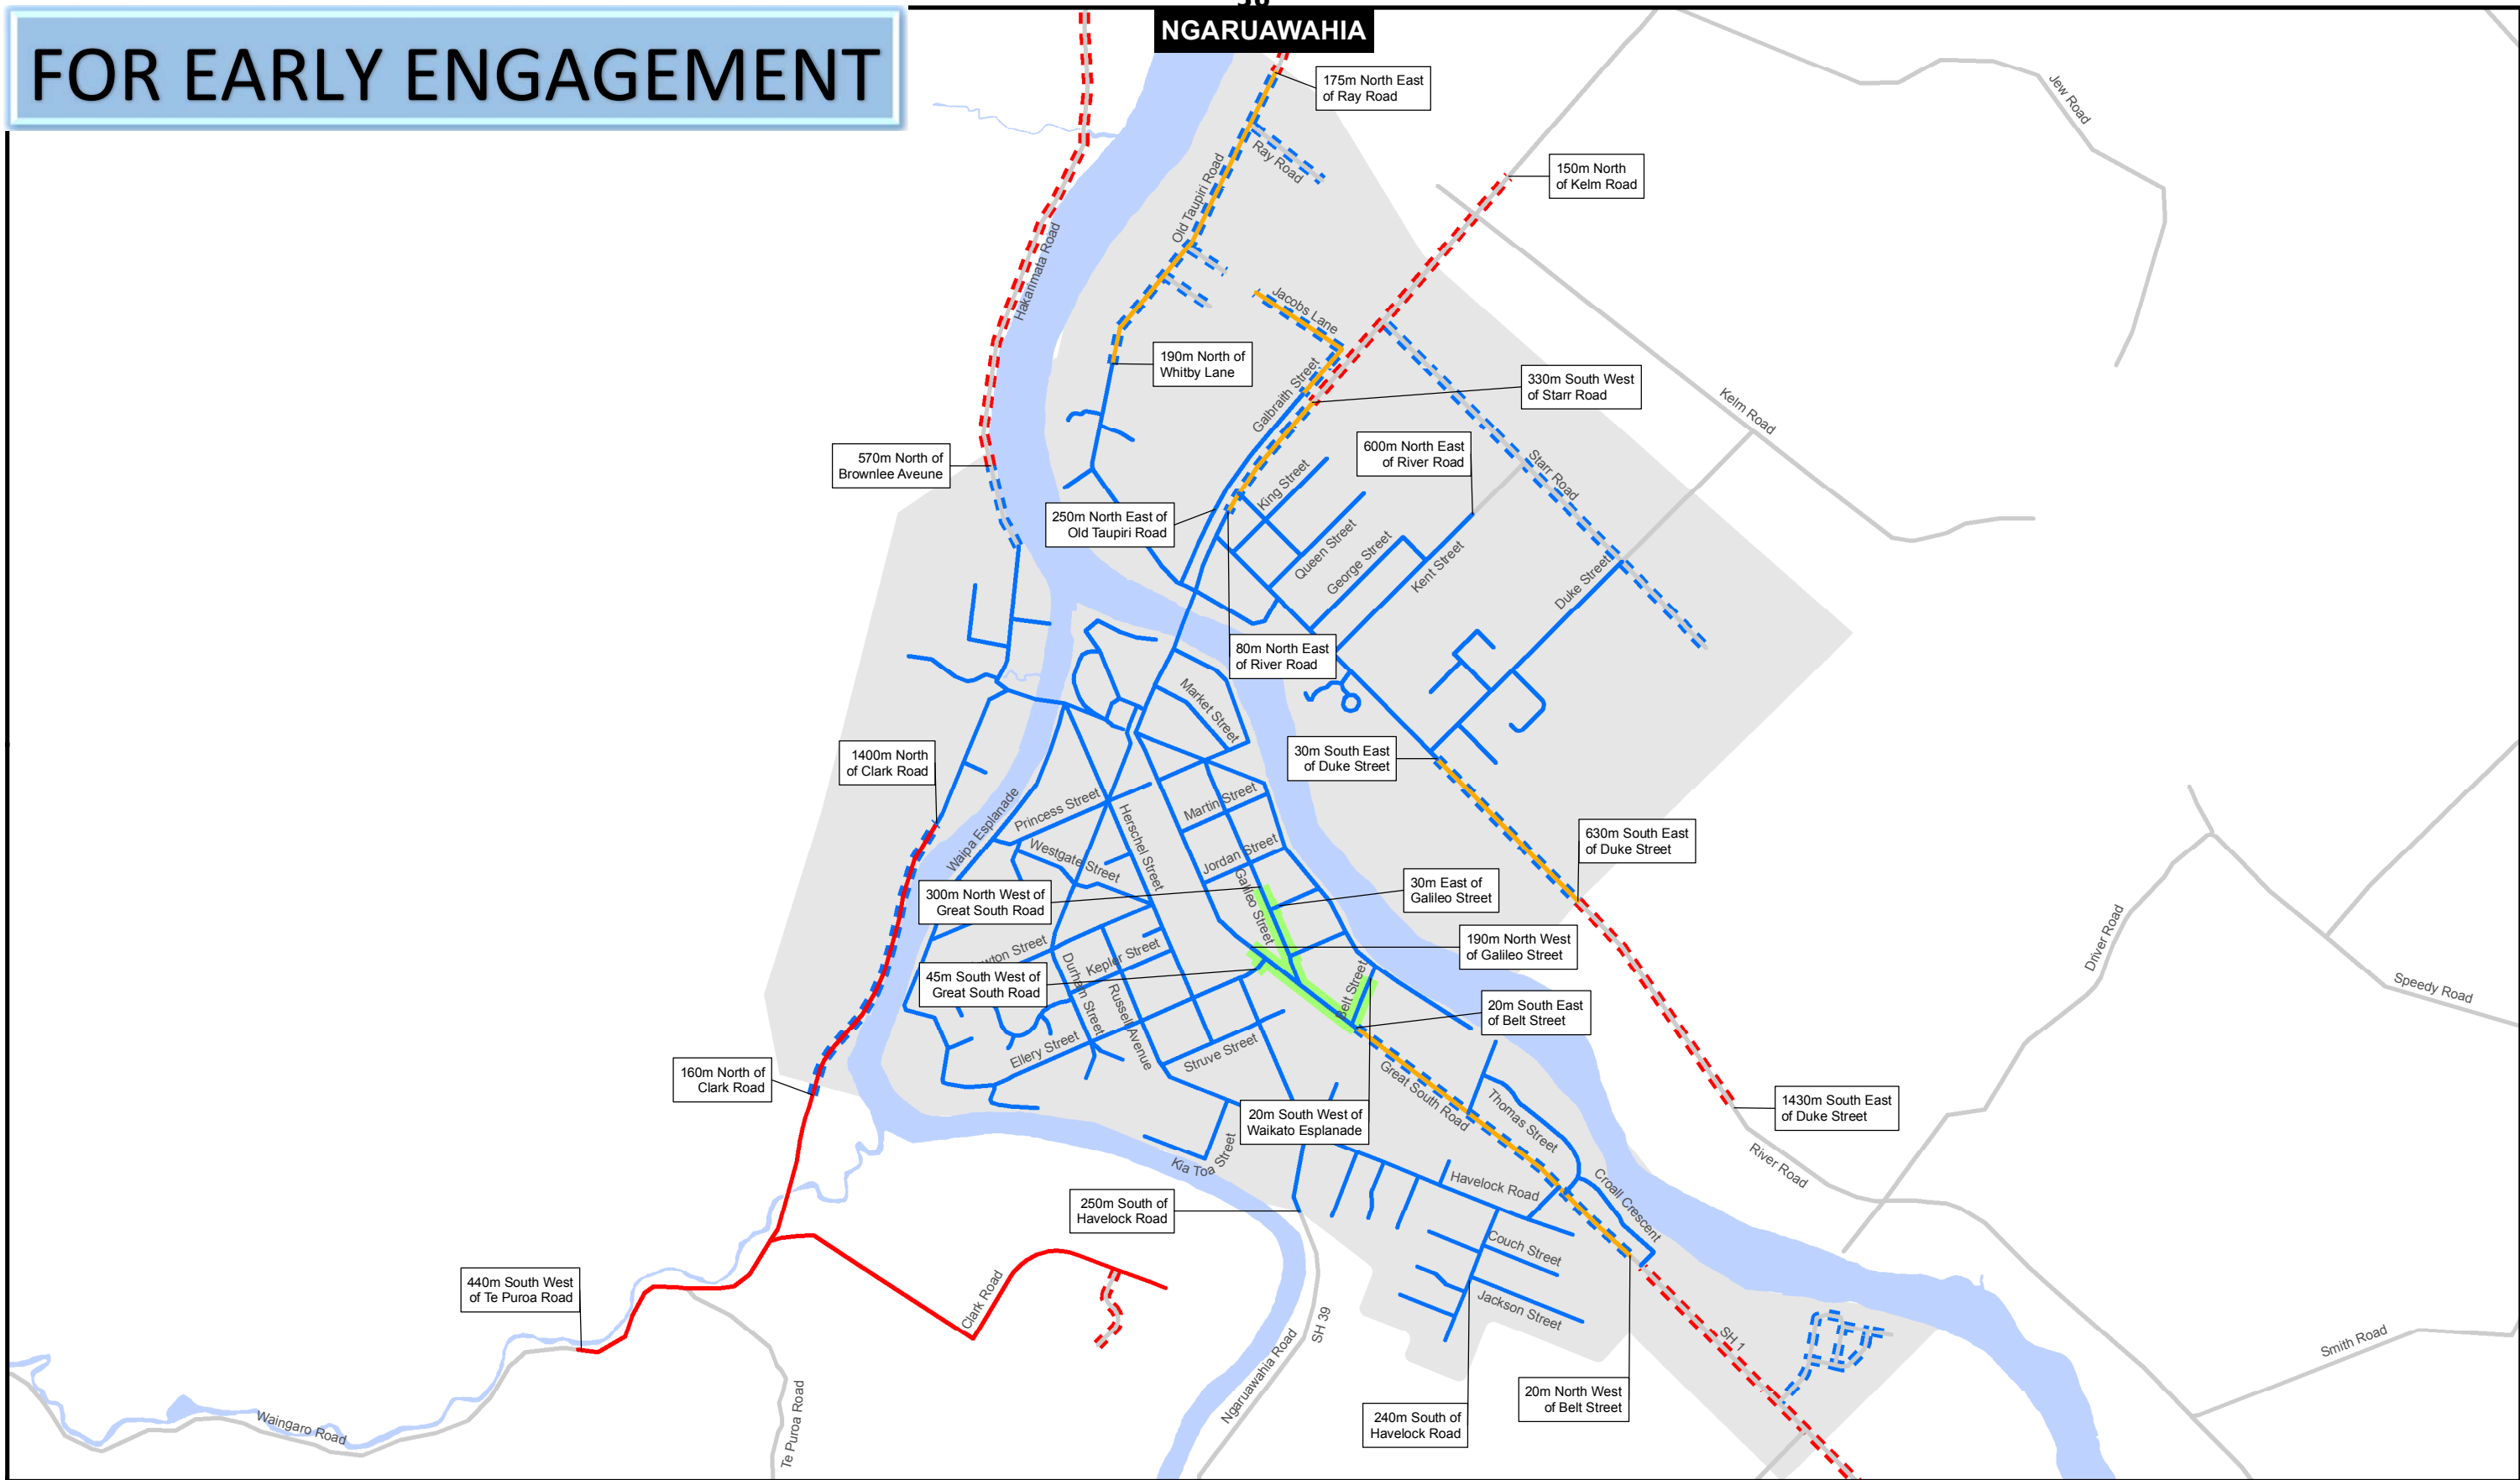 FOR EARLY ENGAGEMENT
NGARUAWAHIA
175m North East
of Ray Road
Jew Road
Ray Road
150m North
of Kelm Road
Old Taupiri Road
Hakarimata Road
Jacobs Lane
190m North of
Whitby Lane
Galbraith Street
330m South West
of Starr Road
Kelm Road
570m North of
Brownlee Aveune
600m North East
of River Road
King Street
Starr Road
250m North East of
Old Taupiri Road
Queen Street
George Street
Kent Street
Duke Street
80m North East
of River Road
Market Street
1400m North
of Clark Road
30m South East
of Duke Street
Princess Street
Waipa Esplanade
Herschel Street
Martin Street
Westgate Street
Jordan Street
630m South East
of Duke Street
300m North West of
Great South Road
Galileo Street
30m East of
Galileo Street
190m North West
of Galileo Street
Driver Road
Speedy Road
45m South West of
Great South Road
Durham Street
Kepler Street
Russell Avenue
Belt Street
20m South East
of Belt Street
Ellery Street
Struve Street
160m North of
Clark Road
Great South Road
20m South West of
Waikato Esplanade
Thomas Street
1430m South East
of Duke Street
River Road
Kia Toa Street
Havelock Road
Croall Crescent
250m South of
Havelock Road
Couch Street
440m South West
of Te Puroa Road
Clark Road
Jackson Street
SH 39
SH 1
Smith Road
Ngaruawahia Road
20m North West
of Belt Street
240m South of
Havelock Road
Waingaro Road
Te Puroa Road